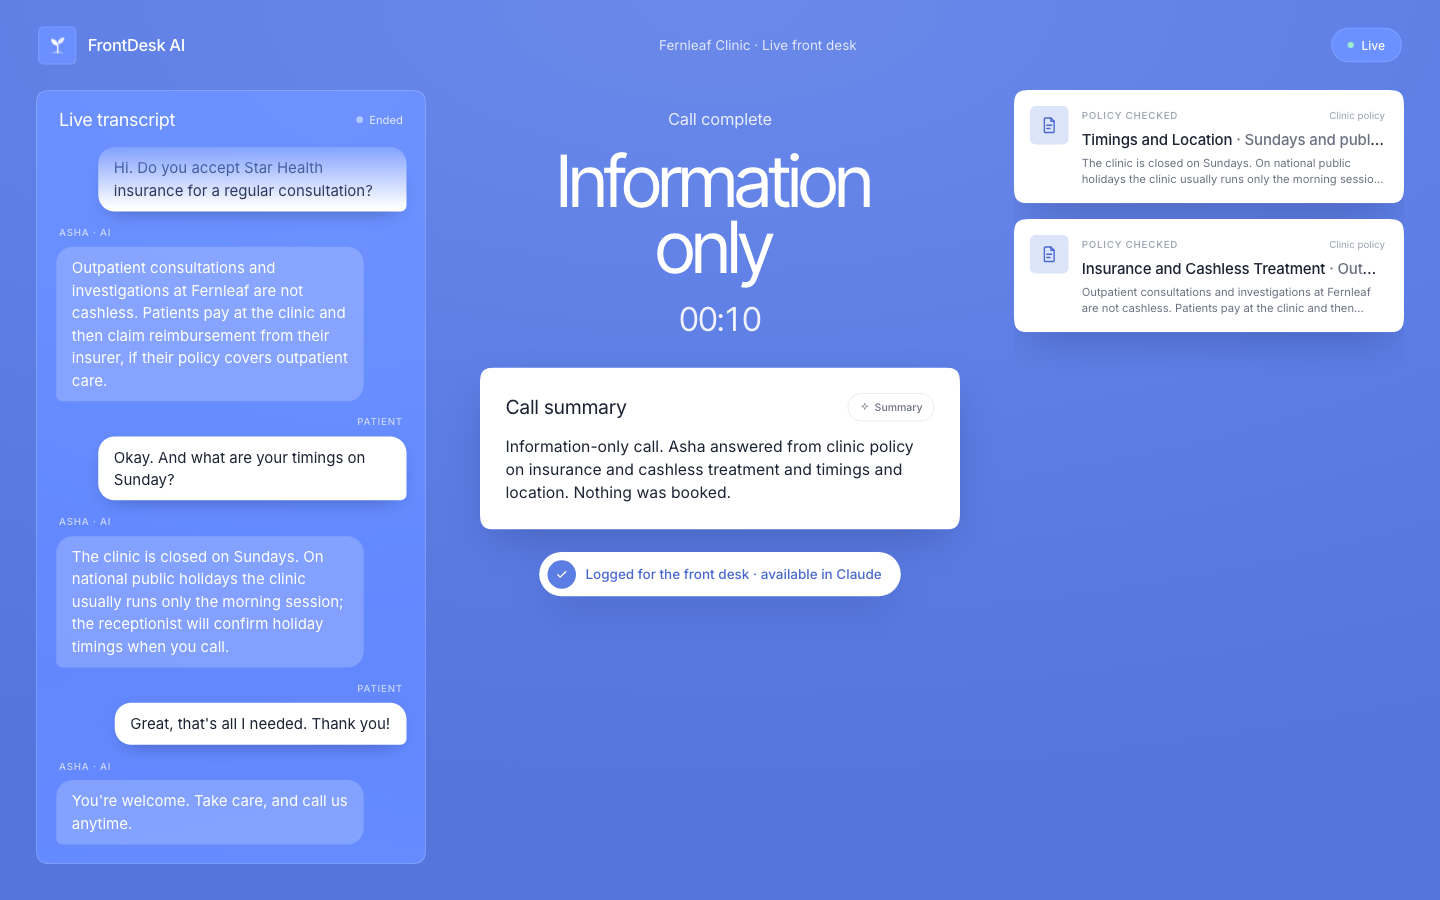 FrontDesk AI
Fernleaf Clinic · Live front desk
Live
Live transcript
Ended
Hi. Do you accept Star Health
insurance for a regular consultation?
ASHA · AI
Outpatient consultations and
investigations at Fernleaf are not
cashless. Patients pay at the clinic and
then claim reimbursement from their
insurer, if their policy covers outpatient
care.
PATIENT
Okay. And what are your timings on
Sunday?
ASHA · AI
The clinic is closed on Sundays. On
national public holidays the clinic
usually runs only the morning session;
the receptionist will confirm holiday
timings when you call.
PATIENT
Great, that's all I needed. Thank you!
ASHA · AI
You're welcome. Take care, and call us
anytime.
Call complete
Information
only
00:10
Call summary
Summary
Information-only call. Asha answered from clinic policy
on insurance and cashless treatment and timings and
location. Nothing was booked.
Logged for the front desk · available in Claude
POLICY CHECKED
Clinic policy
Timings and Location · Sundays and publ...
The clinic is closed on Sundays. On national public
holidays the clinic usually runs only the morning sessio...
POLICY CHECKED
Clinic policy
Insurance and Cashless Treatment · Out...
Outpatient consultations and investigations at Fernleaf
are not cashless. Patients pay at the clinic and then...